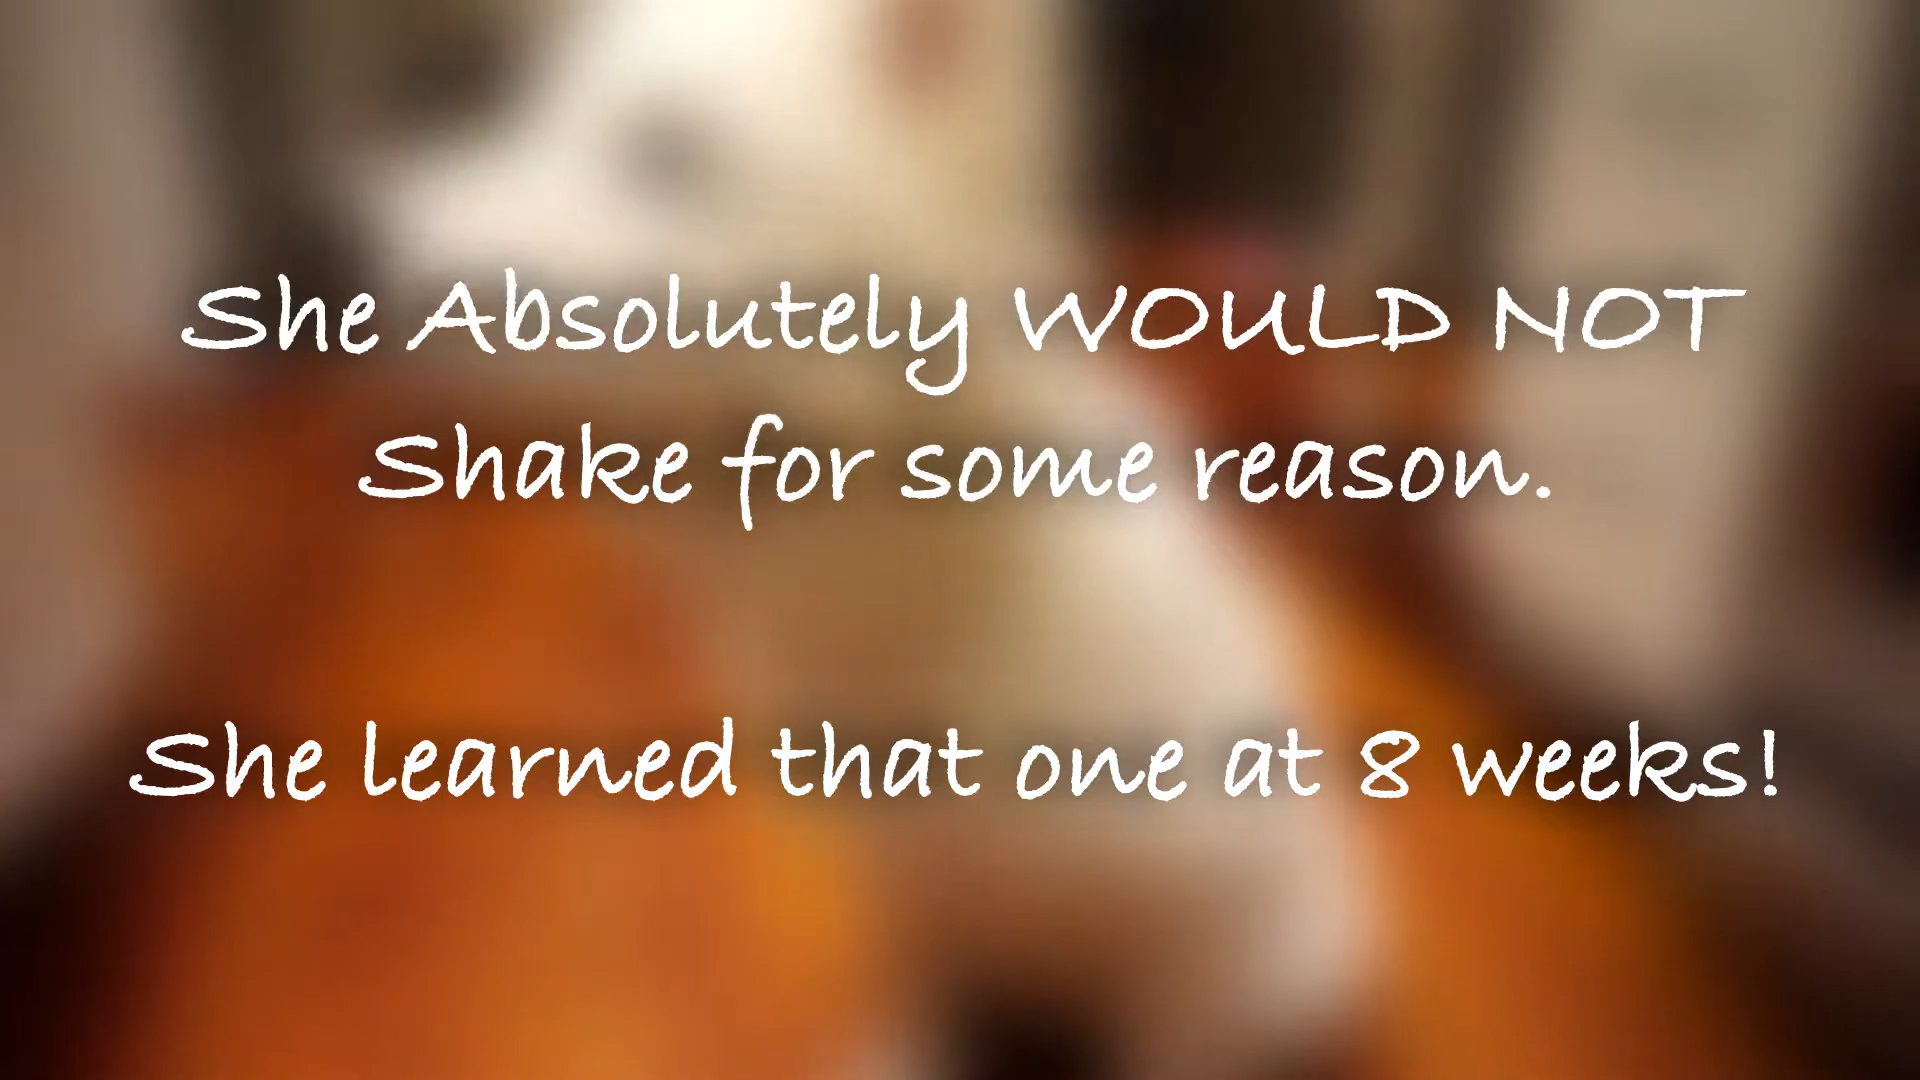 She Absolutely WOULD NOT
Shake for some reason.
She learned that one at 8 weeks!